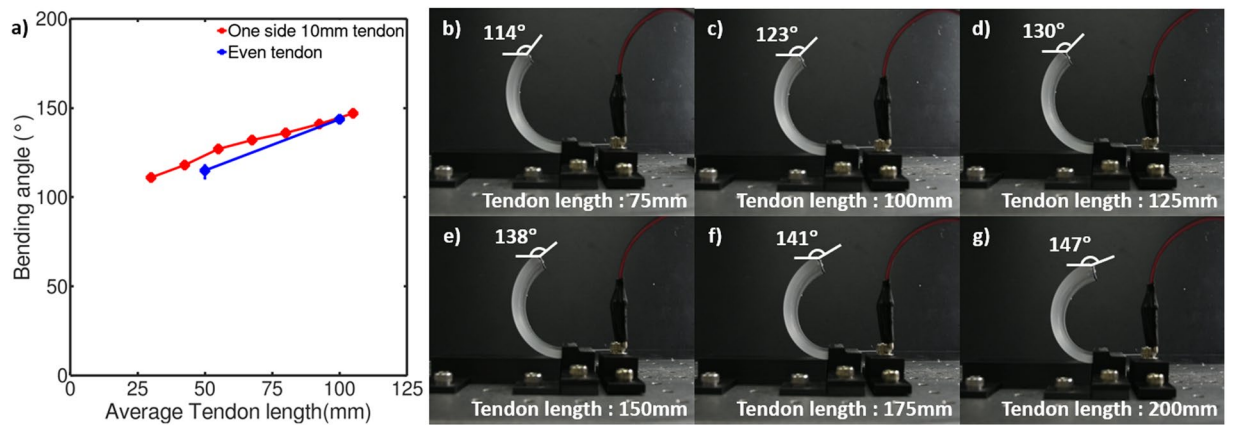 a)
One side 10mm tendon
Even tendon
200
150
100
50
0
0 25 50 75 100 125
Bending angle (°)
Average Tendon length(mm)
b)
114°
Tendon length : 75mm
c)
123°
Tendon length : 100mm
d)
130°
Tendon length : 125mm
e)
138°
Tendon length : 150mm
f)
141°
Tendon length : 175mm
g)
147°
Tendon length : 200mm